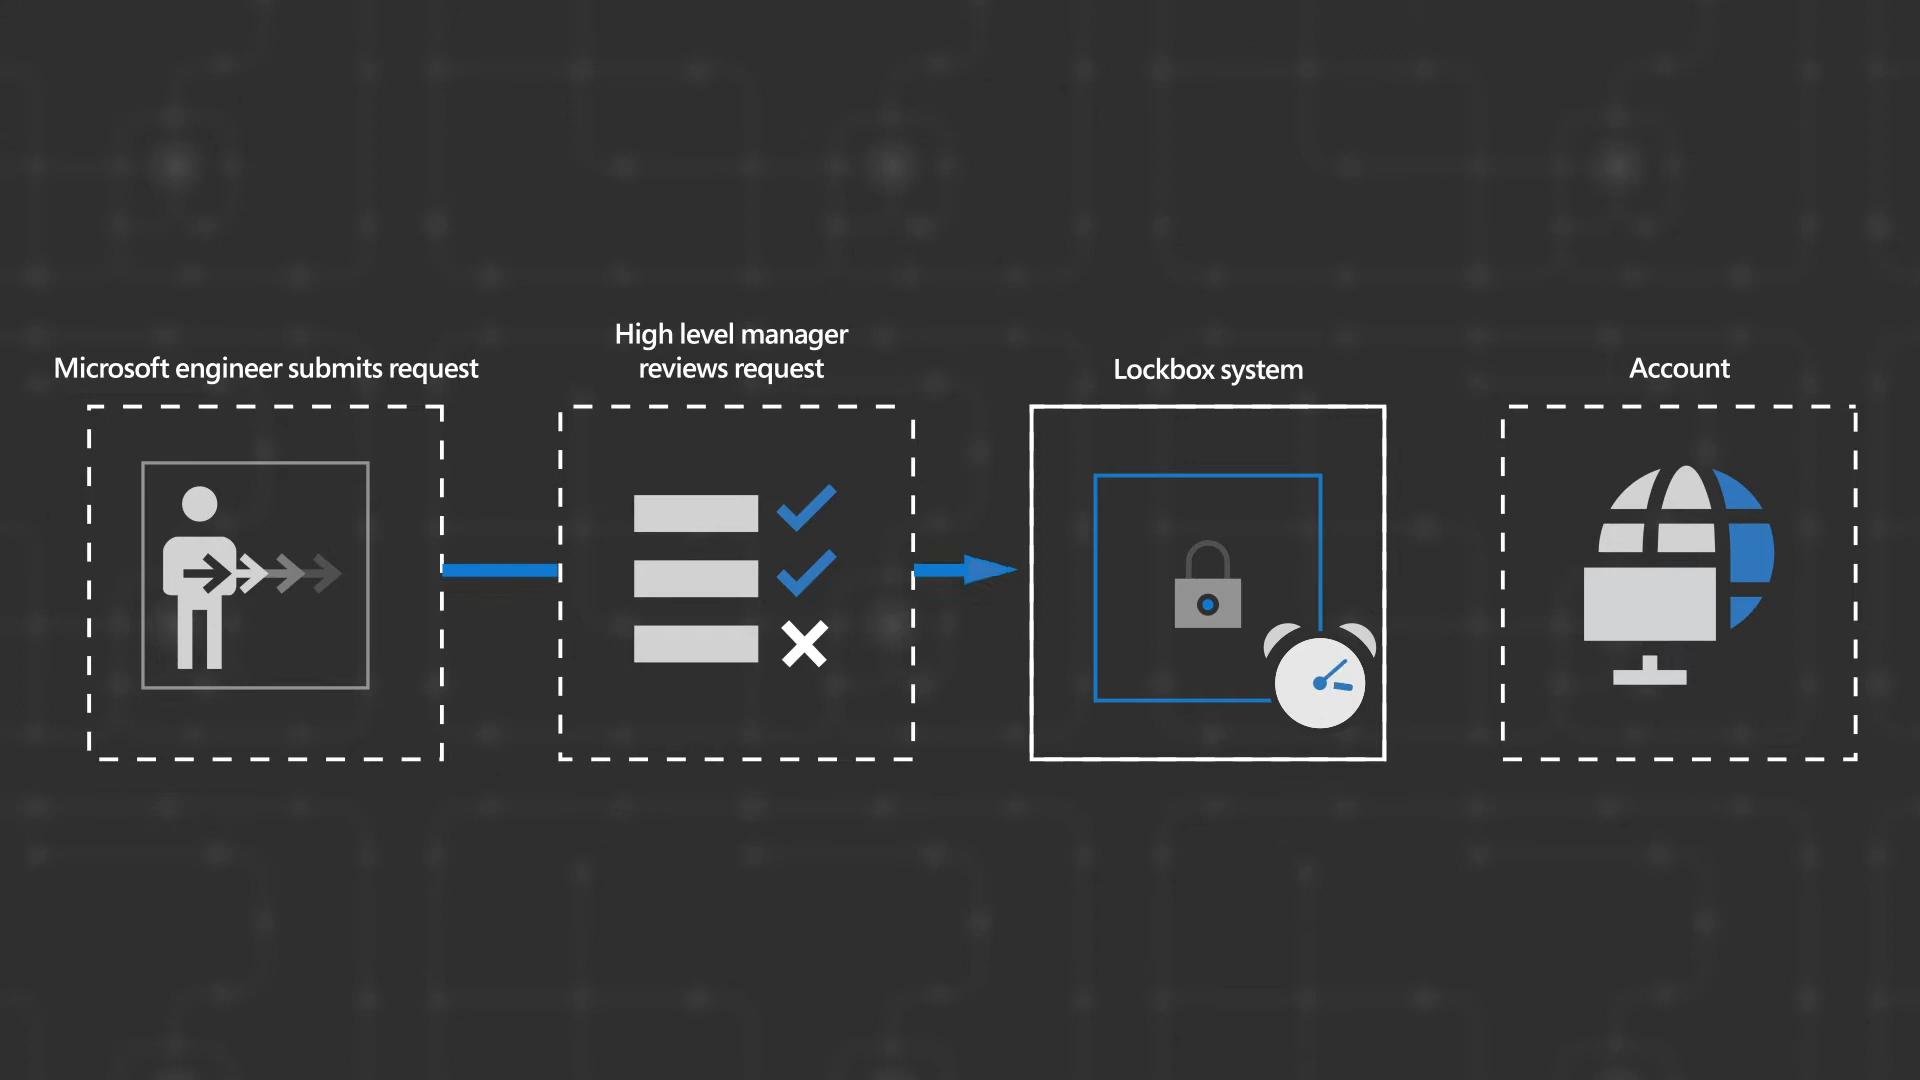 Microsoft engineer submits request
High level manager
reviews request
Lockbox system
Account